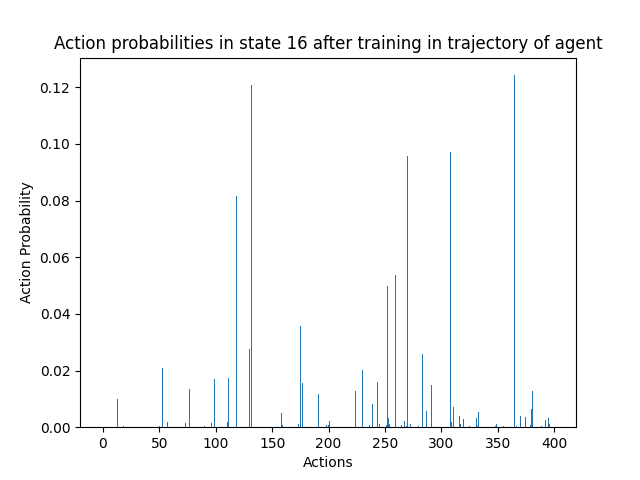 Action probabilities in state 16 after training in trajectory of agent
0.12
0.10
0.08
0.06
0.04
0.02
0.00
Action Probability
0 50 100 150 200 250 300 350 400
Actions